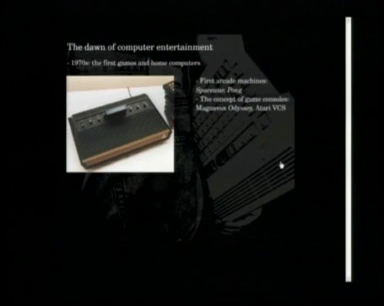 The dawn of computer entertainment
- 1970s: the first games and home computers
- First arcade machines:
Spacewar, Pong
- The concept of game consoles:
Magnavox Odyssey, Atari VCS